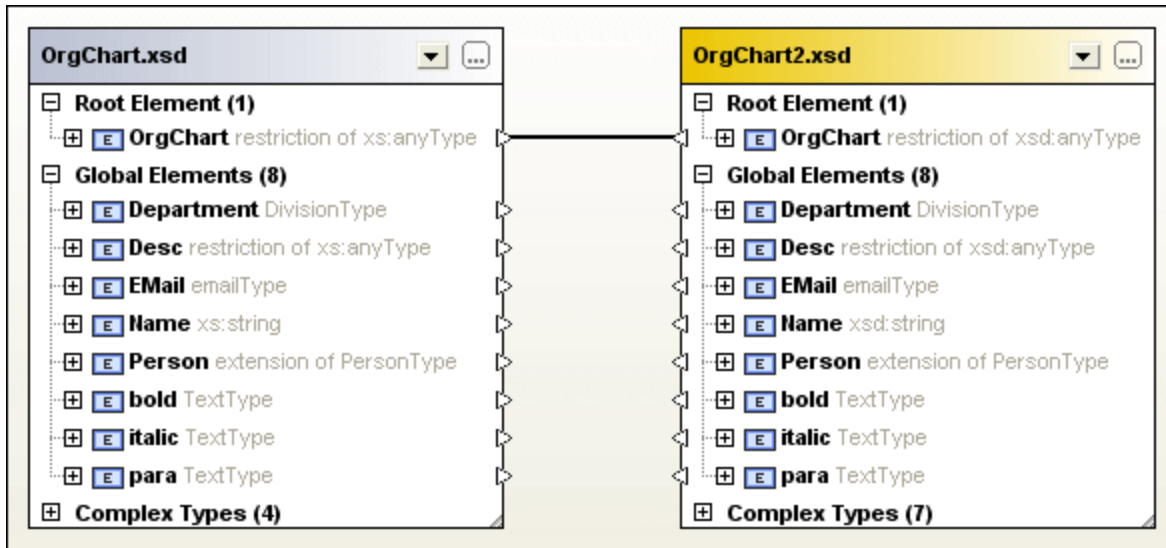 OrgChart.xsd
...
Root Element (1)
E OrgChart restriction of xs:anyType
Global Elements (8)
E Department DivisionType
E Desc restriction of xs:anyType
E EMail emailType
E Name xs:string
E Person extension of PersonType
E bold TextType
E italic TextType
E para TextType
Complex Types (4)
OrgChart2.xsd
...
Root Element (1)
E OrgChart restriction of xsd:anyType
Global Elements (8)
E Department DivisionType
E Desc restriction of xsd:anyType
E EMail emailType
E Name xsd:string
E Person extension of PersonType
E bold TextType
E italic TextType
E para TextType
Complex Types (7)